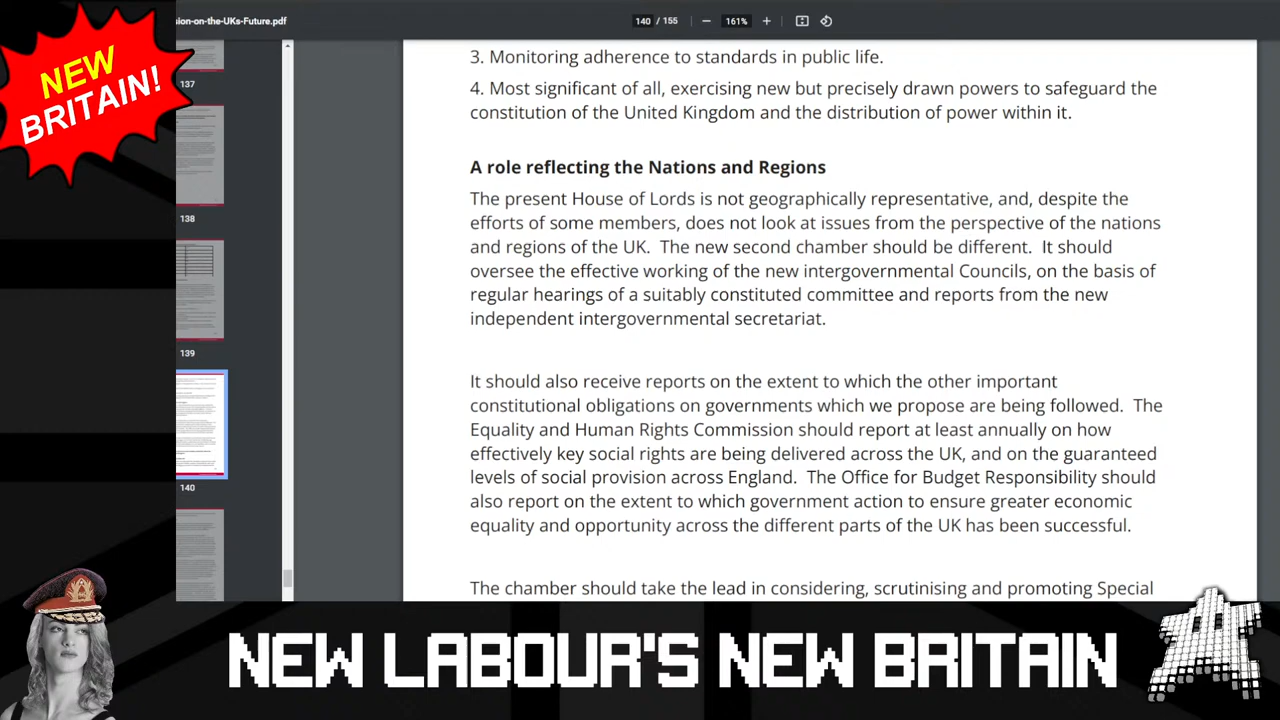 sion-on-the-UKs-Future.pdf
140 / 155
161%
NEW
BRITAIN!
137
138
139
140
Monitoring adherence to standards in public life.
4. Most significant of all, exercising new but precisely drawn powers to safeguard the
constitution of the United Kingdom and the distribution of power within it.
A role reflecting the Nations and Regions
The present House of Lords is not geographically representative, and, despite the
efforts of some members, does not look at issues from the perspective of the nations
and regions of the UK. The new second chamber should be different. It should
oversee the effective working of the new intergovernmental Councils, on the basis of
regular hearings of a committee or subcommittee and reports from the new
independent intergovernmental secretariat.
It should also receive reports on the extent to which the other important
constitutional changes we recommend in this report are being followed. The
Equality and Human Rights Commission should report at least annually on how
effectively key social rights are being delivered across the UK, and on the guaranteed
levels of social protection across England. The Office for Budget Responsibility should
also report on the extent to which government action to ensure greater economic
equality and opportunity across the different parts of the UK has been successful.
The chamber should take the lead in considering, scrutinising and promoting Special
NEW LABOUR'S NEW BRITAIN